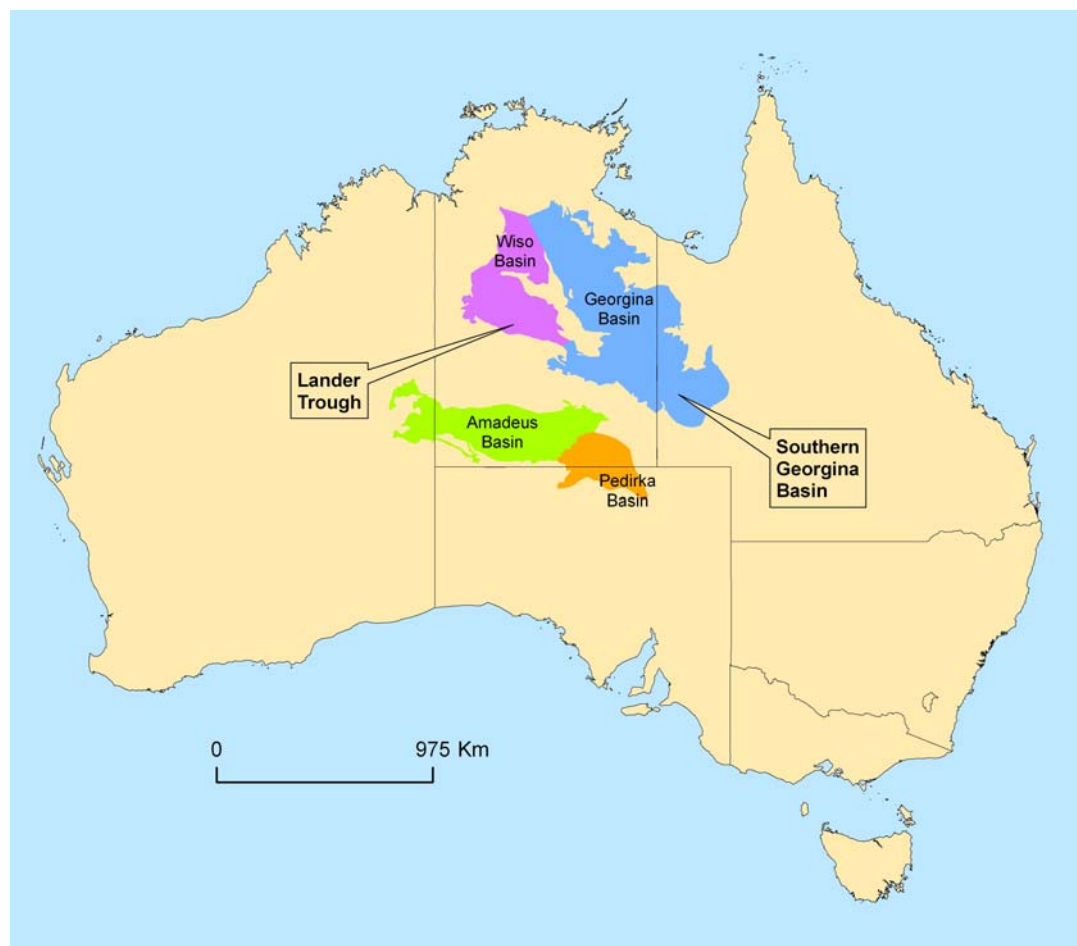 Wiso
Basin
Georgina
Basin
Lander
Trough
Amadeus
Basin
Southern
Georgina
Basin
Pedirka
Basin
0 975 Km